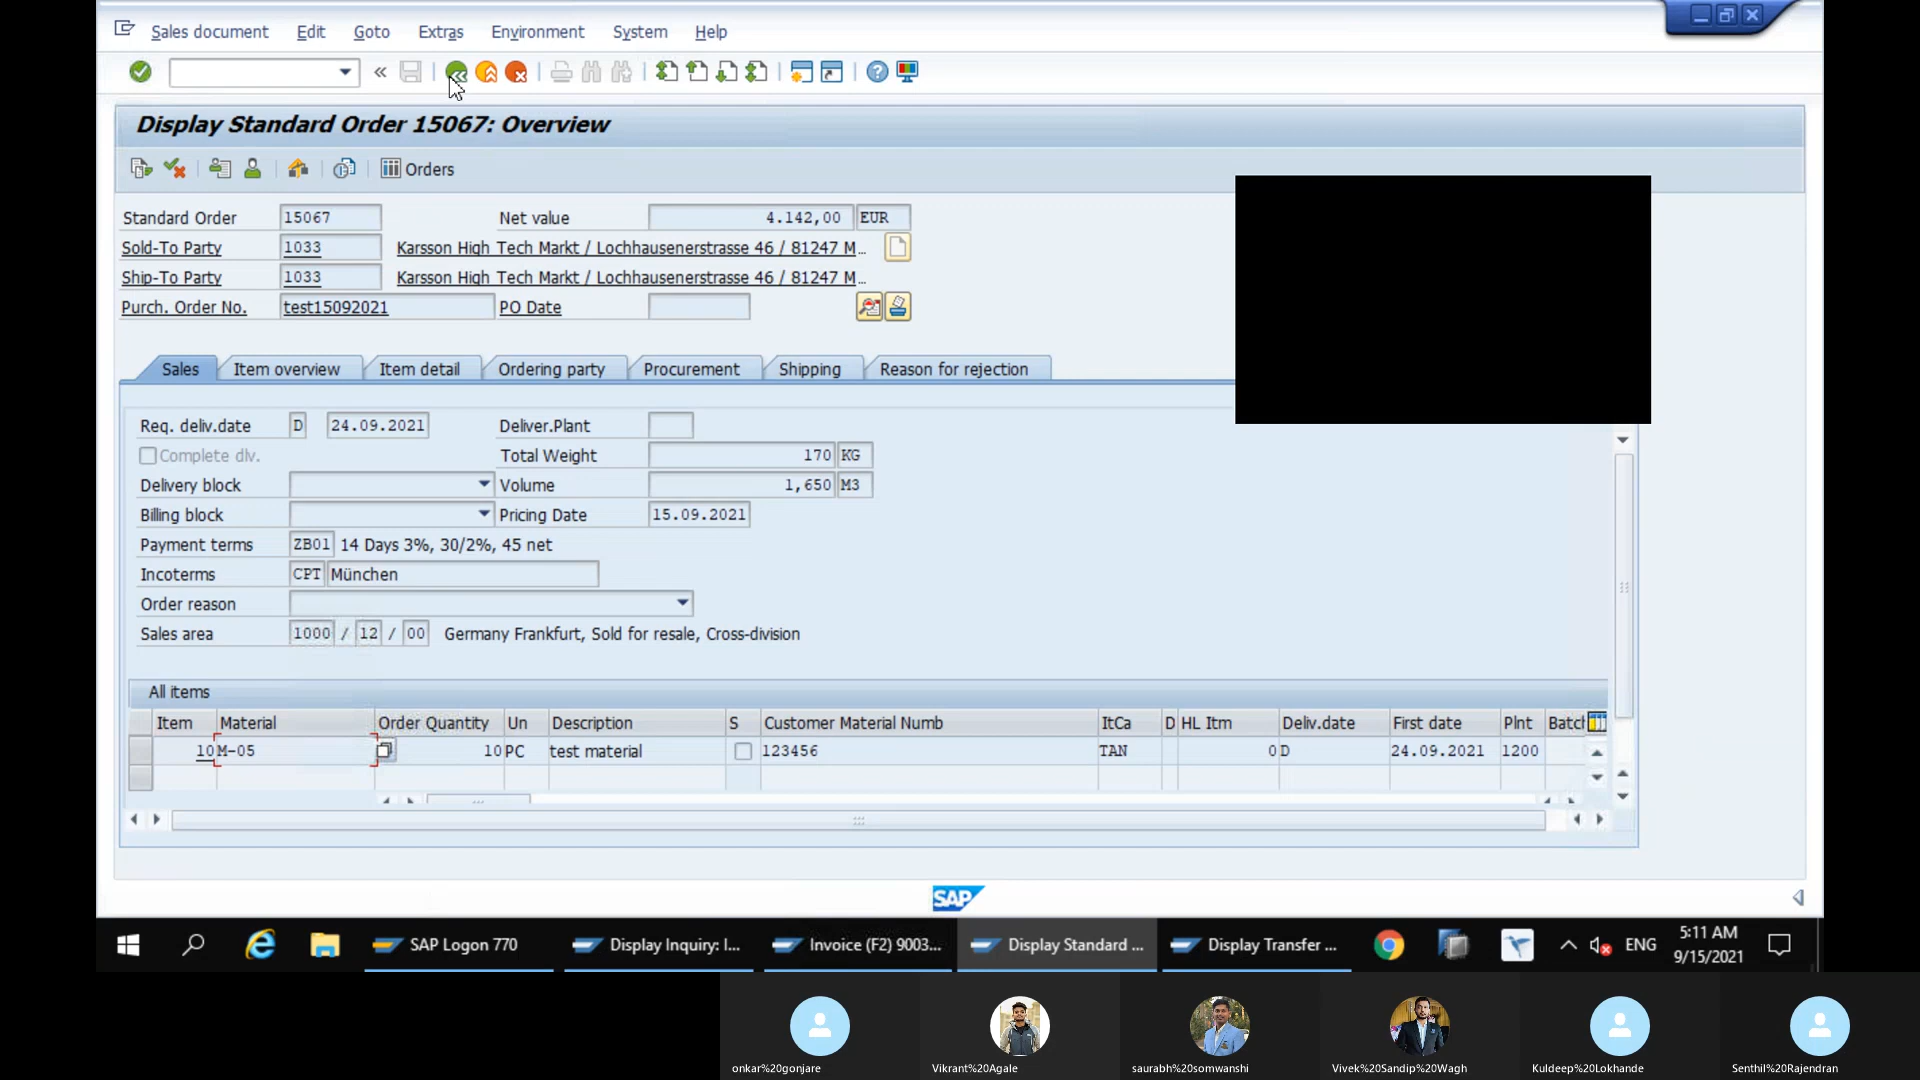 Sales document Edit Goto Extras Environment System Help
Display Standard Order 15067: Overview
Orders
Standard Order 15067 Net value 4.142,00 EUR
Sold-To Party 1033 Karsson High Tech Markt / Lochhausenerstrasse 46 / 81247 M…
Ship-To Party 1033 Karsson High Tech Markt / Lochhausenerstrasse 46 / 81247 M…
Purch. Order No. test15092021 PO Date
Sales Item overview Item detail Ordering party Procurement Shipping Reason for rejection
Req. deliv.date D 24.09.2021 Deliver.Plant
Complete dlv. Total Weight 170 KG
Delivery block Volume 1,650 M3
Billing block Pricing Date 15.09.2021
Payment terms ZB01 14 Days 3%, 30/2%, 45 net
Incoterms CPT München
Order reason
Sales area 1000 / 12 / 00 Germany Frankfurt, Sold for resale, Cross-division
All items
Item Material Order Quantity Un Description S Customer Material Numb ItCa D HL Itm Deliv.date First date Plnt Batch
10 M-05 10 PC test material 123456 TAN 0 D 24.09.2021 1200
SAP
SAP Logon 770 Display Inquiry: I... Invoice (F2) 9003... Display Standard ... Display Transfer ... ENG 5:11 AM
9/15/2021
onkar%20gonjare Vikrant%20Agale saurabh%20somwanshi Vivek%20Sandip%20Wagh Kuldeep%20Lokhande Senthil%20Rajendran